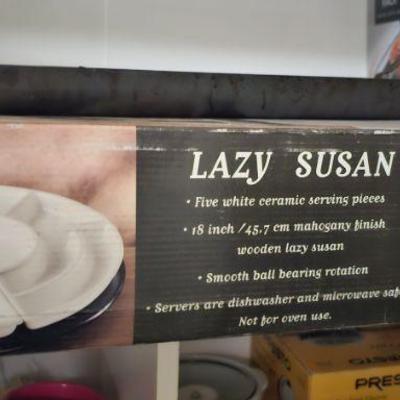 LAZY SUSAN
• Five white ceramic serving pieces
• 18 inch /45.7 cm mahogany finish
wooden lazy susan
• Smooth ball bearing rotation
• Servers are dishwasher and microwave safe
Not for oven use.
PRES